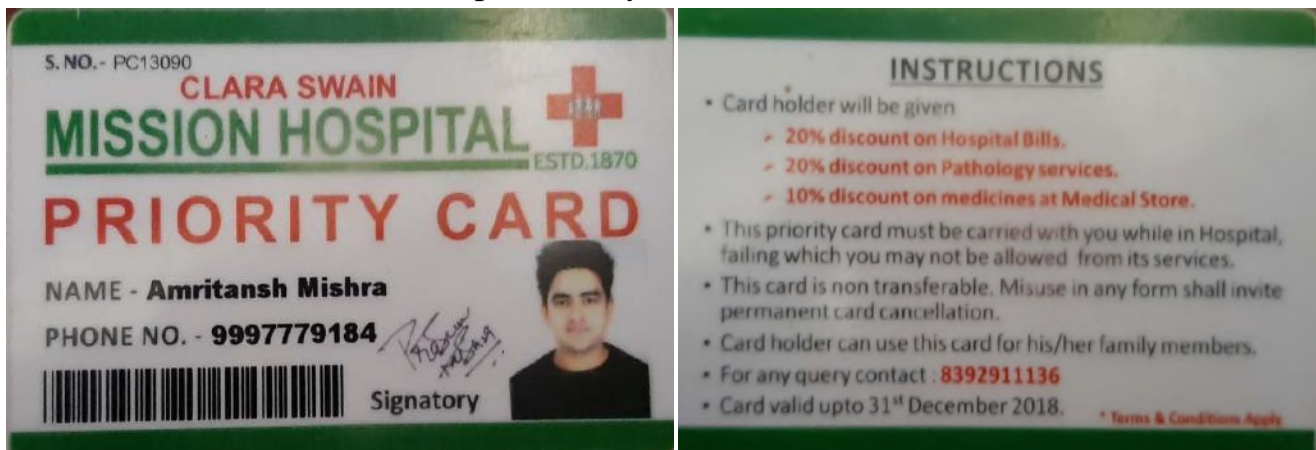 S. NO.- PC13090
CLARA SWAIN
MISSION HOSPITAL
ESTD.1870
PRIORITY CARD
NAME - Amritansh Mishra
PHONE NO. - 9997779184
Signatory
INSTRUCTIONS
• Card holder will be given
20% discount on Hospital Bills.
20% discount on Pathology services.
10% discount on medicines at Medical Store.
• This priority card must be carried with you while in Hospital,
failing which you may not be allowed from its services.
• This card is non transferable. Misuse in any form shall invite
permanent card cancellation.
• Card holder can use this card for his/her family members.
• For any query contact : 8392911136
• Card valid upto 31st December 2018.
* Terms & Conditions Apply